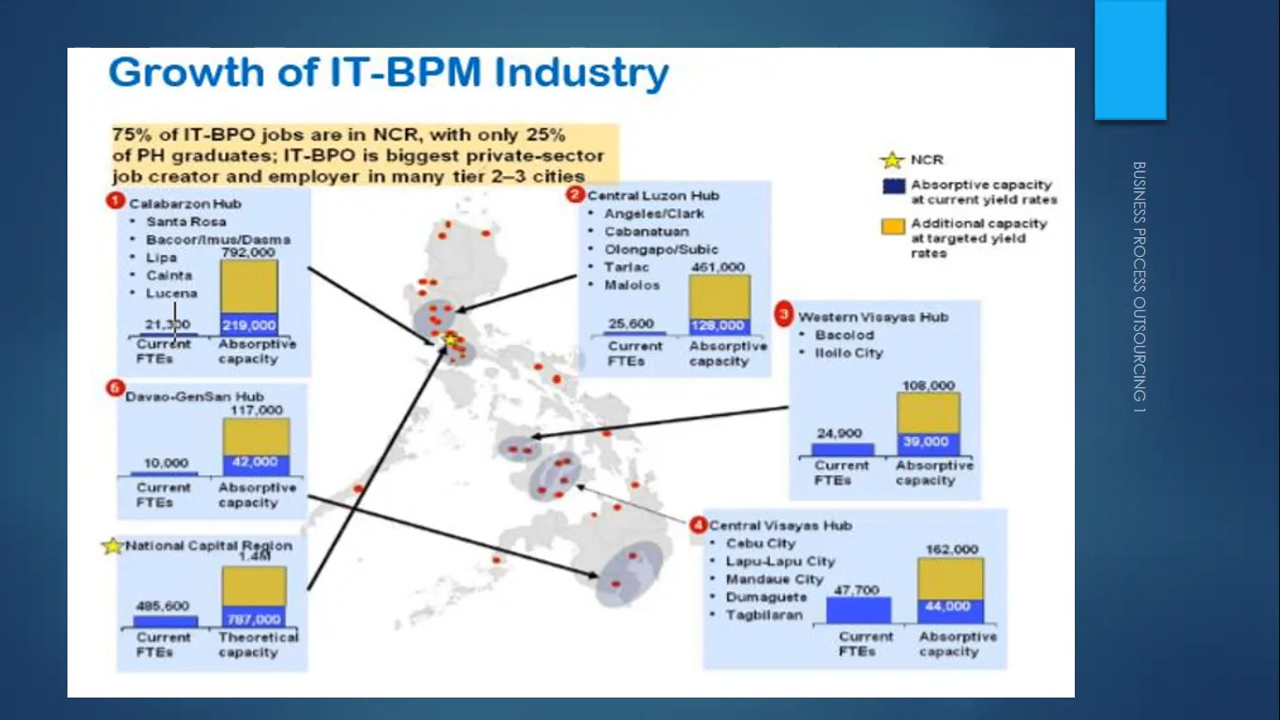 Growth of IT-BPM Industry
75% of IT-BPO jobs are in NCR, with only 25%
of PH graduates; IT-BPO is biggest private-sector
job creator and employer in many tier 2–3 cities
NCR
Absorptive capacity
at current yield rates
Additional capacity
at targeted yield
rates
1 Calabarzon Hub
• Santa Rosa
• Bacoor/Imus/Dasma
• Lipa
• Cainta
• Lucena
792,000
21,300
219,000
Current
FTEs
Absorptive
capacity
2 Central Luzon Hub
• Angeles/Clark
• Cabanatuan
• Olongapo/Subic
• Tarlac
• Malolos
461,000
25,600
128,000
Current
FTEs
Absorptive
capacity
3 Western Visayas Hub
• Bacolod
• Iloilo City
108,000
24,900
39,000
Current
FTEs
Absorptive
capacity
4 Central Visayas Hub
• Cebu City
• Lapu-Lapu City
• Mandaue City
• Dumaguete
• Tagbilaran
162,000
47,700
44,000
Current
FTEs
Absorptive
capacity
Davao-GenSan Hub
117,000
10,000
42,000
Current
FTEs
Absorptive
capacity
National Capital Region
1.4M
485,600
787,000
Current
FTEs
Theoretical
capacity
BUSINESS PROCESS OUTSOURCING 1